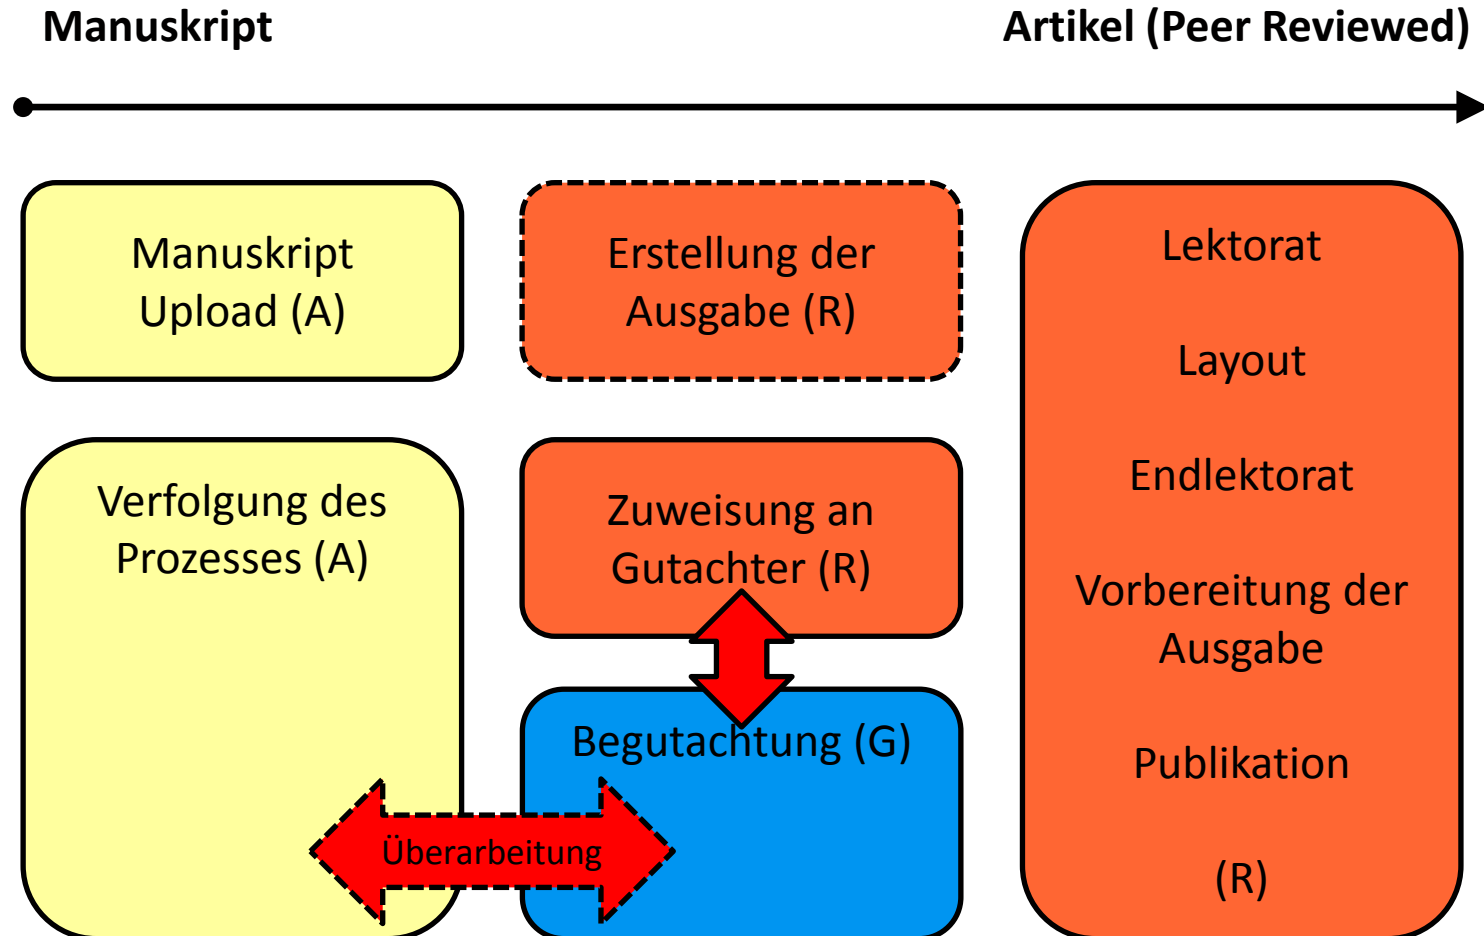 Manuskript
Artikel (Peer Reviewed)
Manuskript
Upload (A)
Erstellung der
Ausgabe (R)
Verfolgung des
Prozesses (A)
Zuweisung an
Gutachter (R)
Begutachtung (G)
Überarbeitung
Lektorat
Layout
Endlektorat
Vorbereitung der
Ausgabe
Publikation
(R)